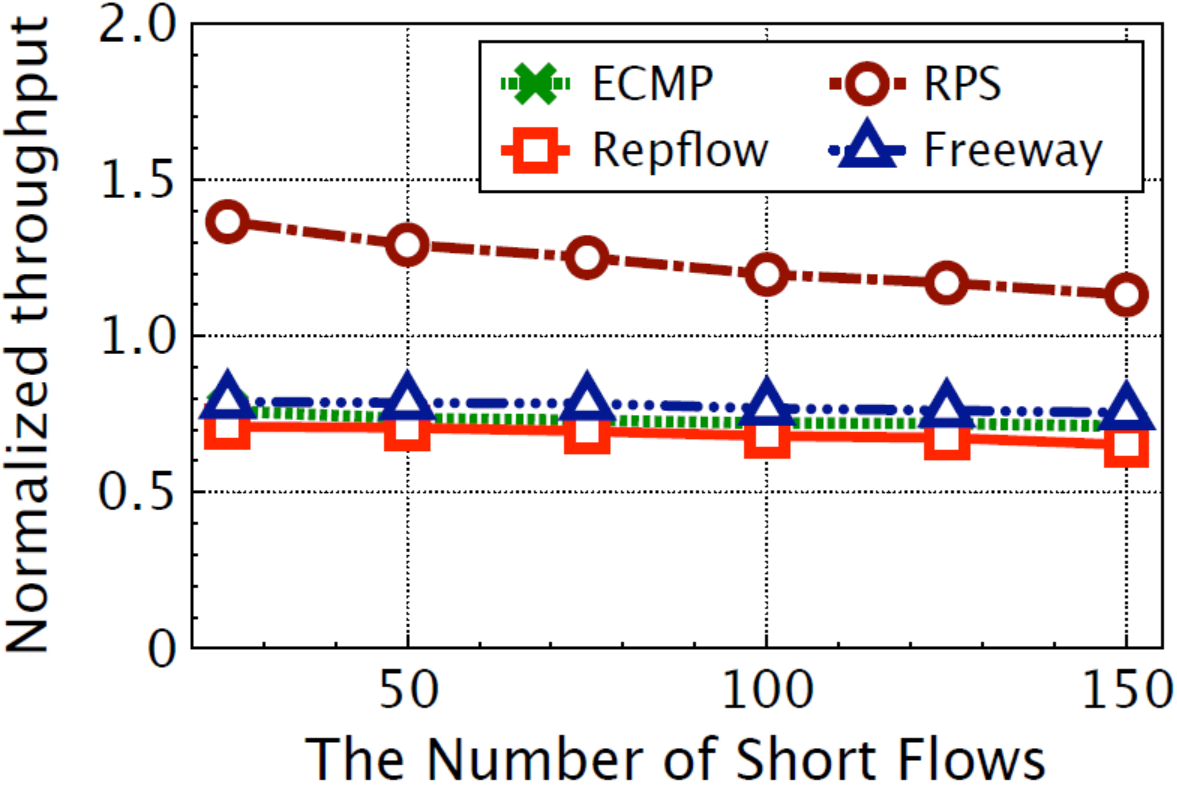 Normalized throughput
2.0
1.5
1.0
0.5
0
ECMP
RPS
Repflow
Freeway
50
100
150
The Number of Short Flows